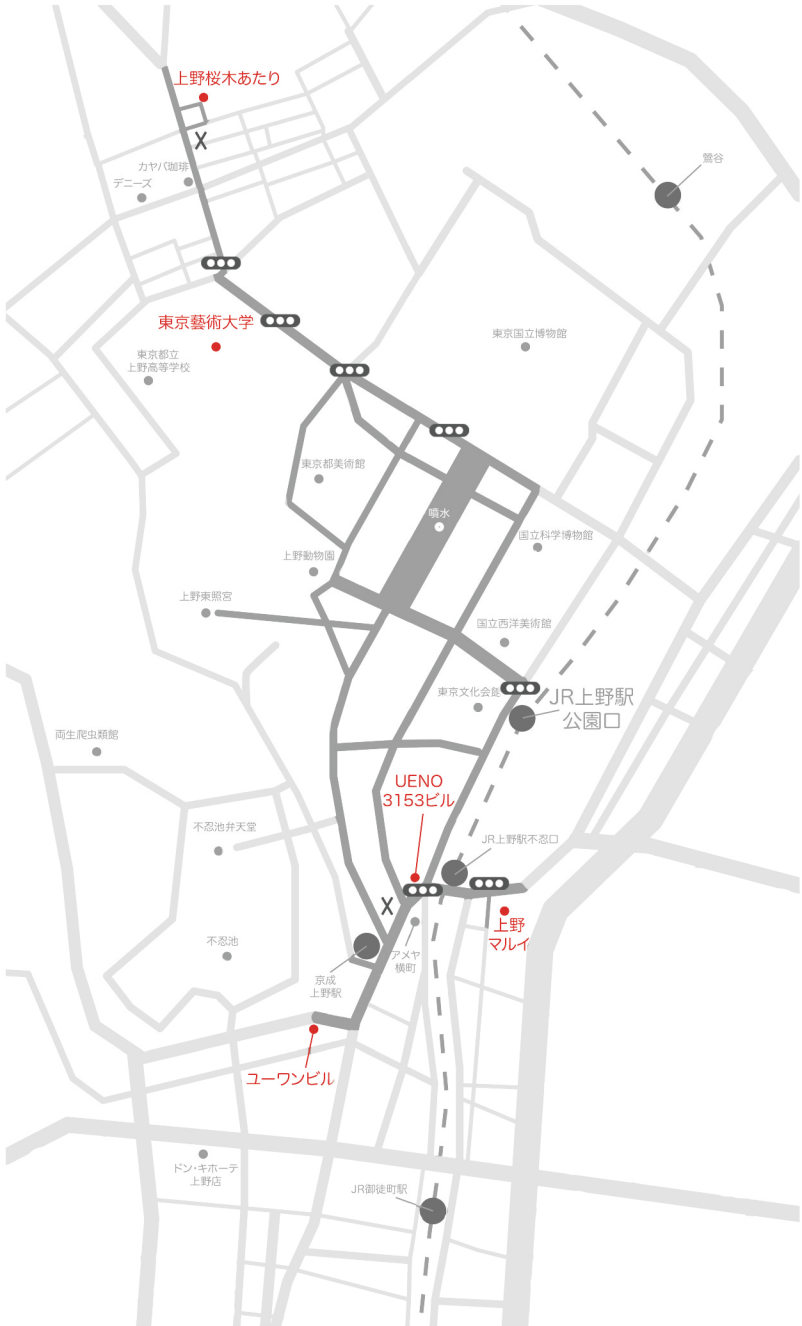 上野桜木あたり
鶯谷
カヤバ珈琲
デニーズ
東京藝術大学
東京国立博物館
東京都立
上野高等学校
東京都美術館
噴水
国立科学博物館
上野動物園
上野東照宮
国立西洋美術館
東京文化会館
JR上野駅
公園口
両生爬虫類館
UENO
3153ビル
不忍池弁天堂
JR上野駅不忍口
上野
マルイ
アメヤ
横町
不忍池
京成
上野駅
ユーワンビル
ドン・キホーテ
上野店
JR御徒町駅